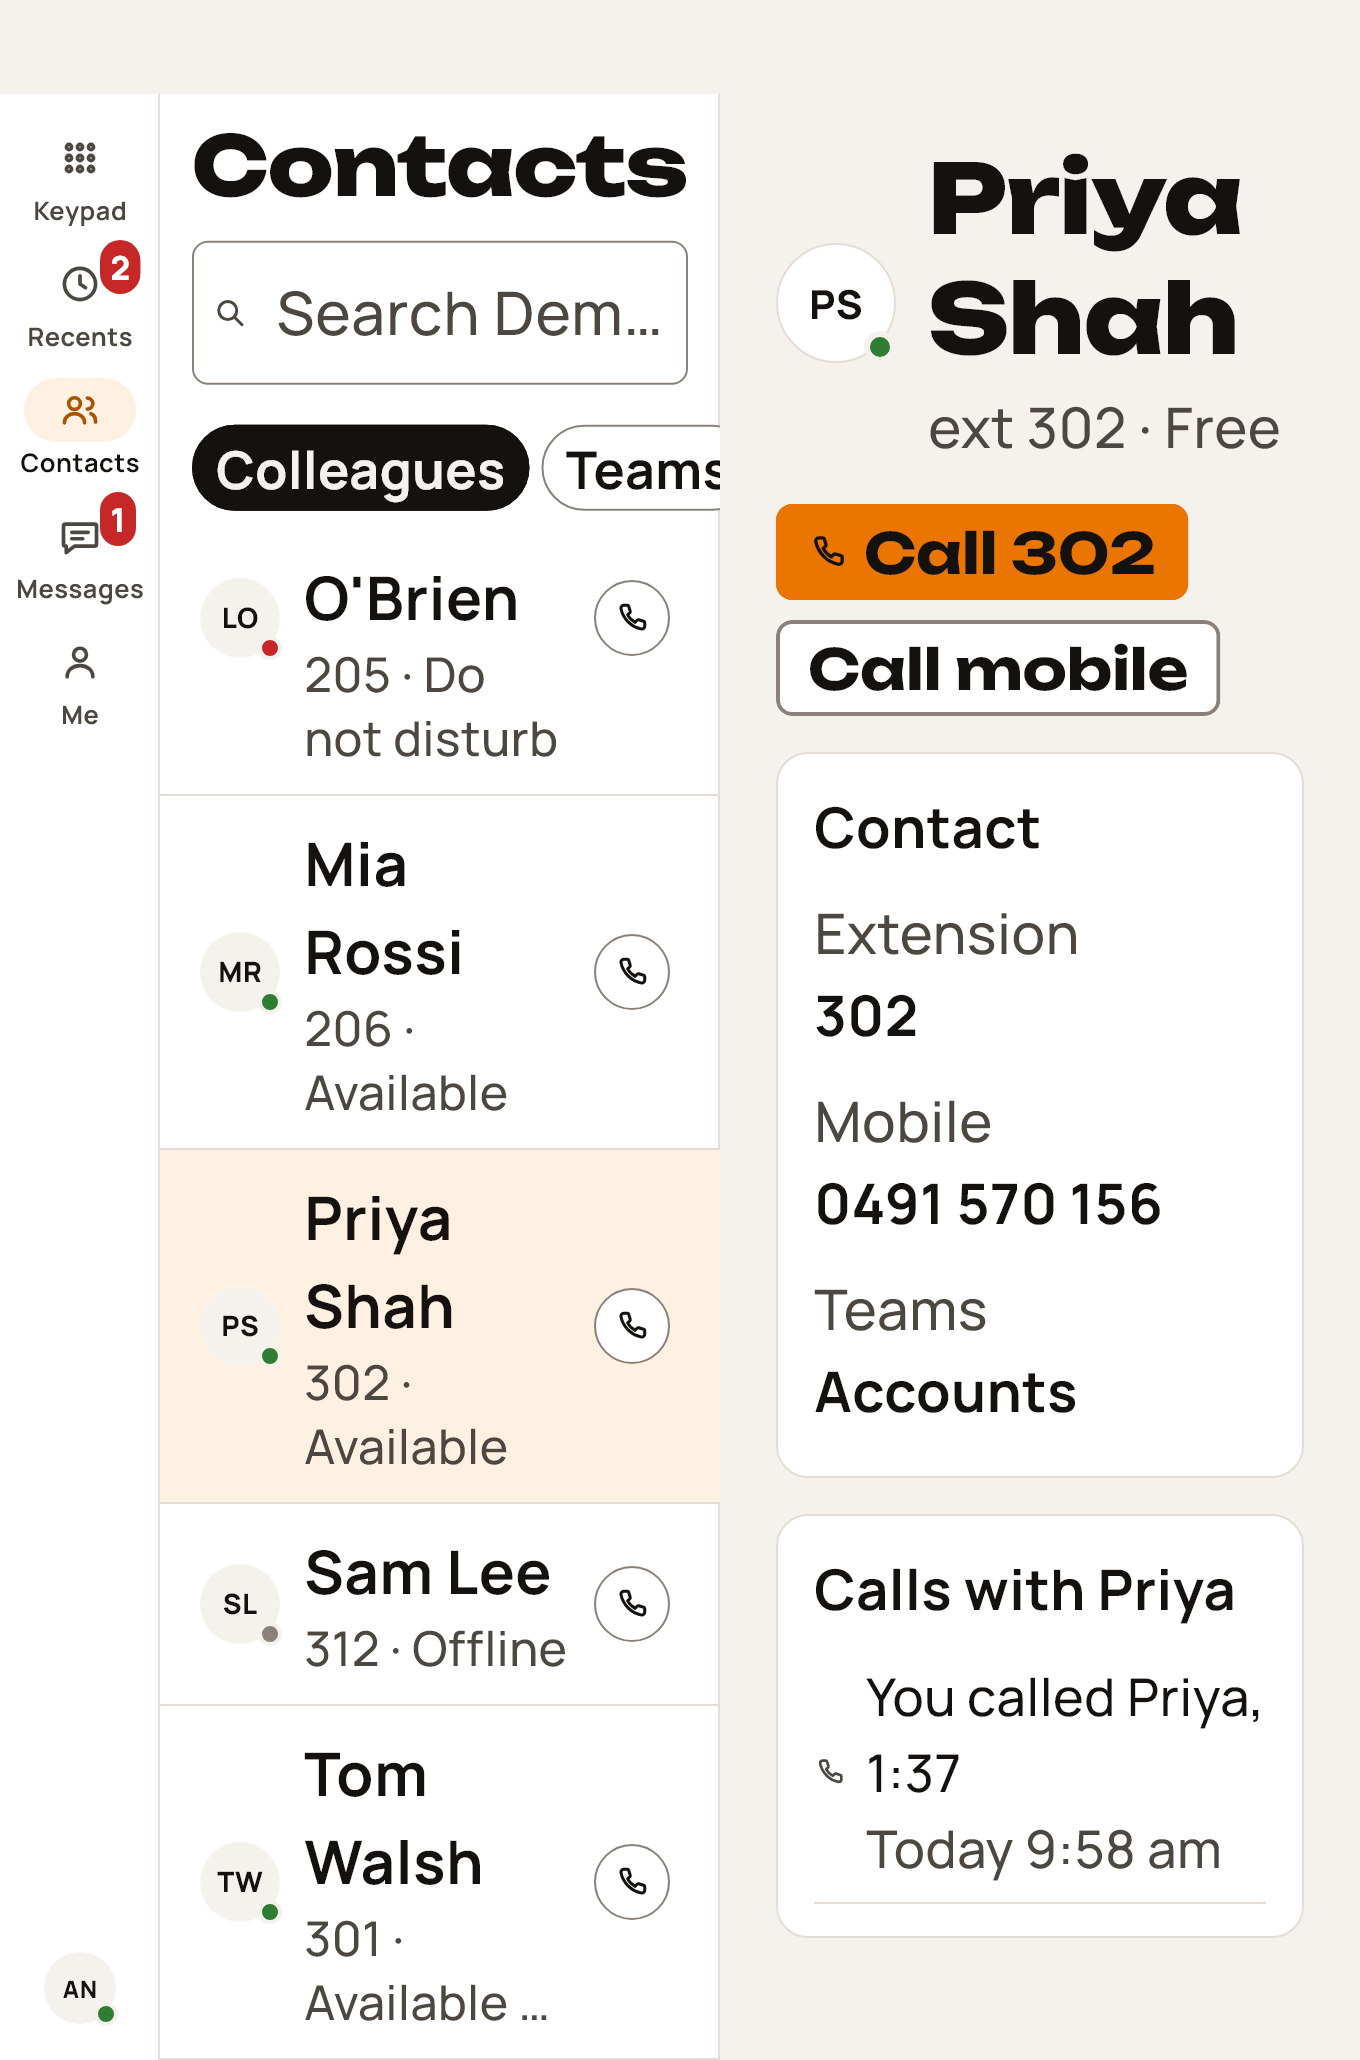 Keypad
2
Recents
Contacts
1
Messages
Me
AN
Contacts
Search Dem...
Colleagues
Teams
LO
O'Brien
205 · Do
not disturb
MR
Mia
Rossi
206 ·
Available
PS
Priya
Shah
302 ·
Available
SL
Sam Lee
312 · Offline
TW
Tom
Walsh
301 ·
Available ...
PS
Priya
Shah
ext 302 · Free
Call 302
Call mobile
Contact
Extension
302
Mobile
0491 570 156
Teams
Accounts
Calls with Priya
You called Priya,
1:37
Today 9:58 am